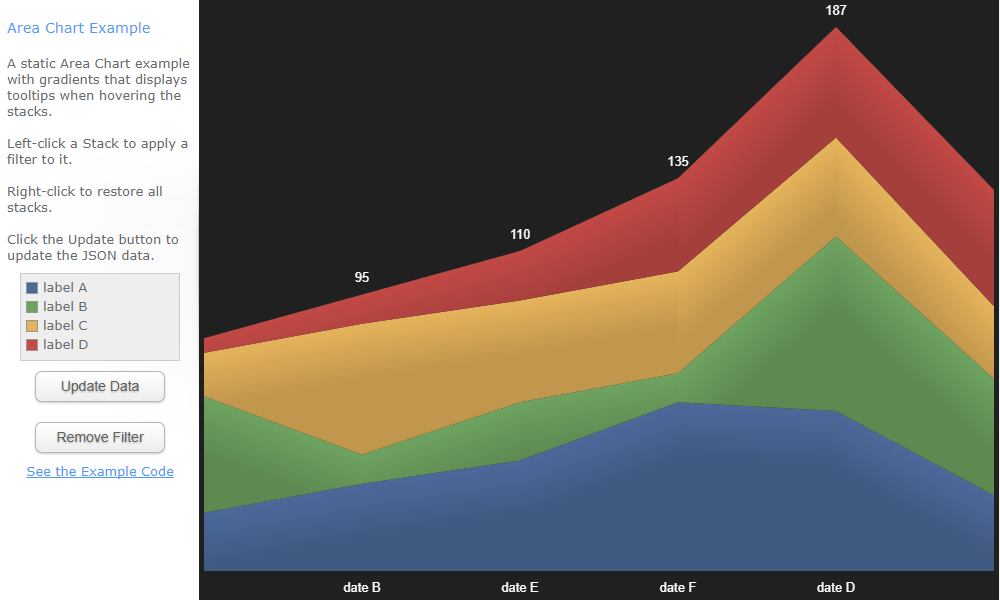 Area Chart Example
A static Area Chart example
with gradients that displays
tooltips when hovering the
stacks.
Left-click a Stack to apply a
filter to it.
Right-click to restore all
stacks.
Click the Update button to
update the JSON data.
label A
label B
label C
label D
Update Data
Remove Filter
See the Example Code
187
135
110
95
date B
date E
date F
date D